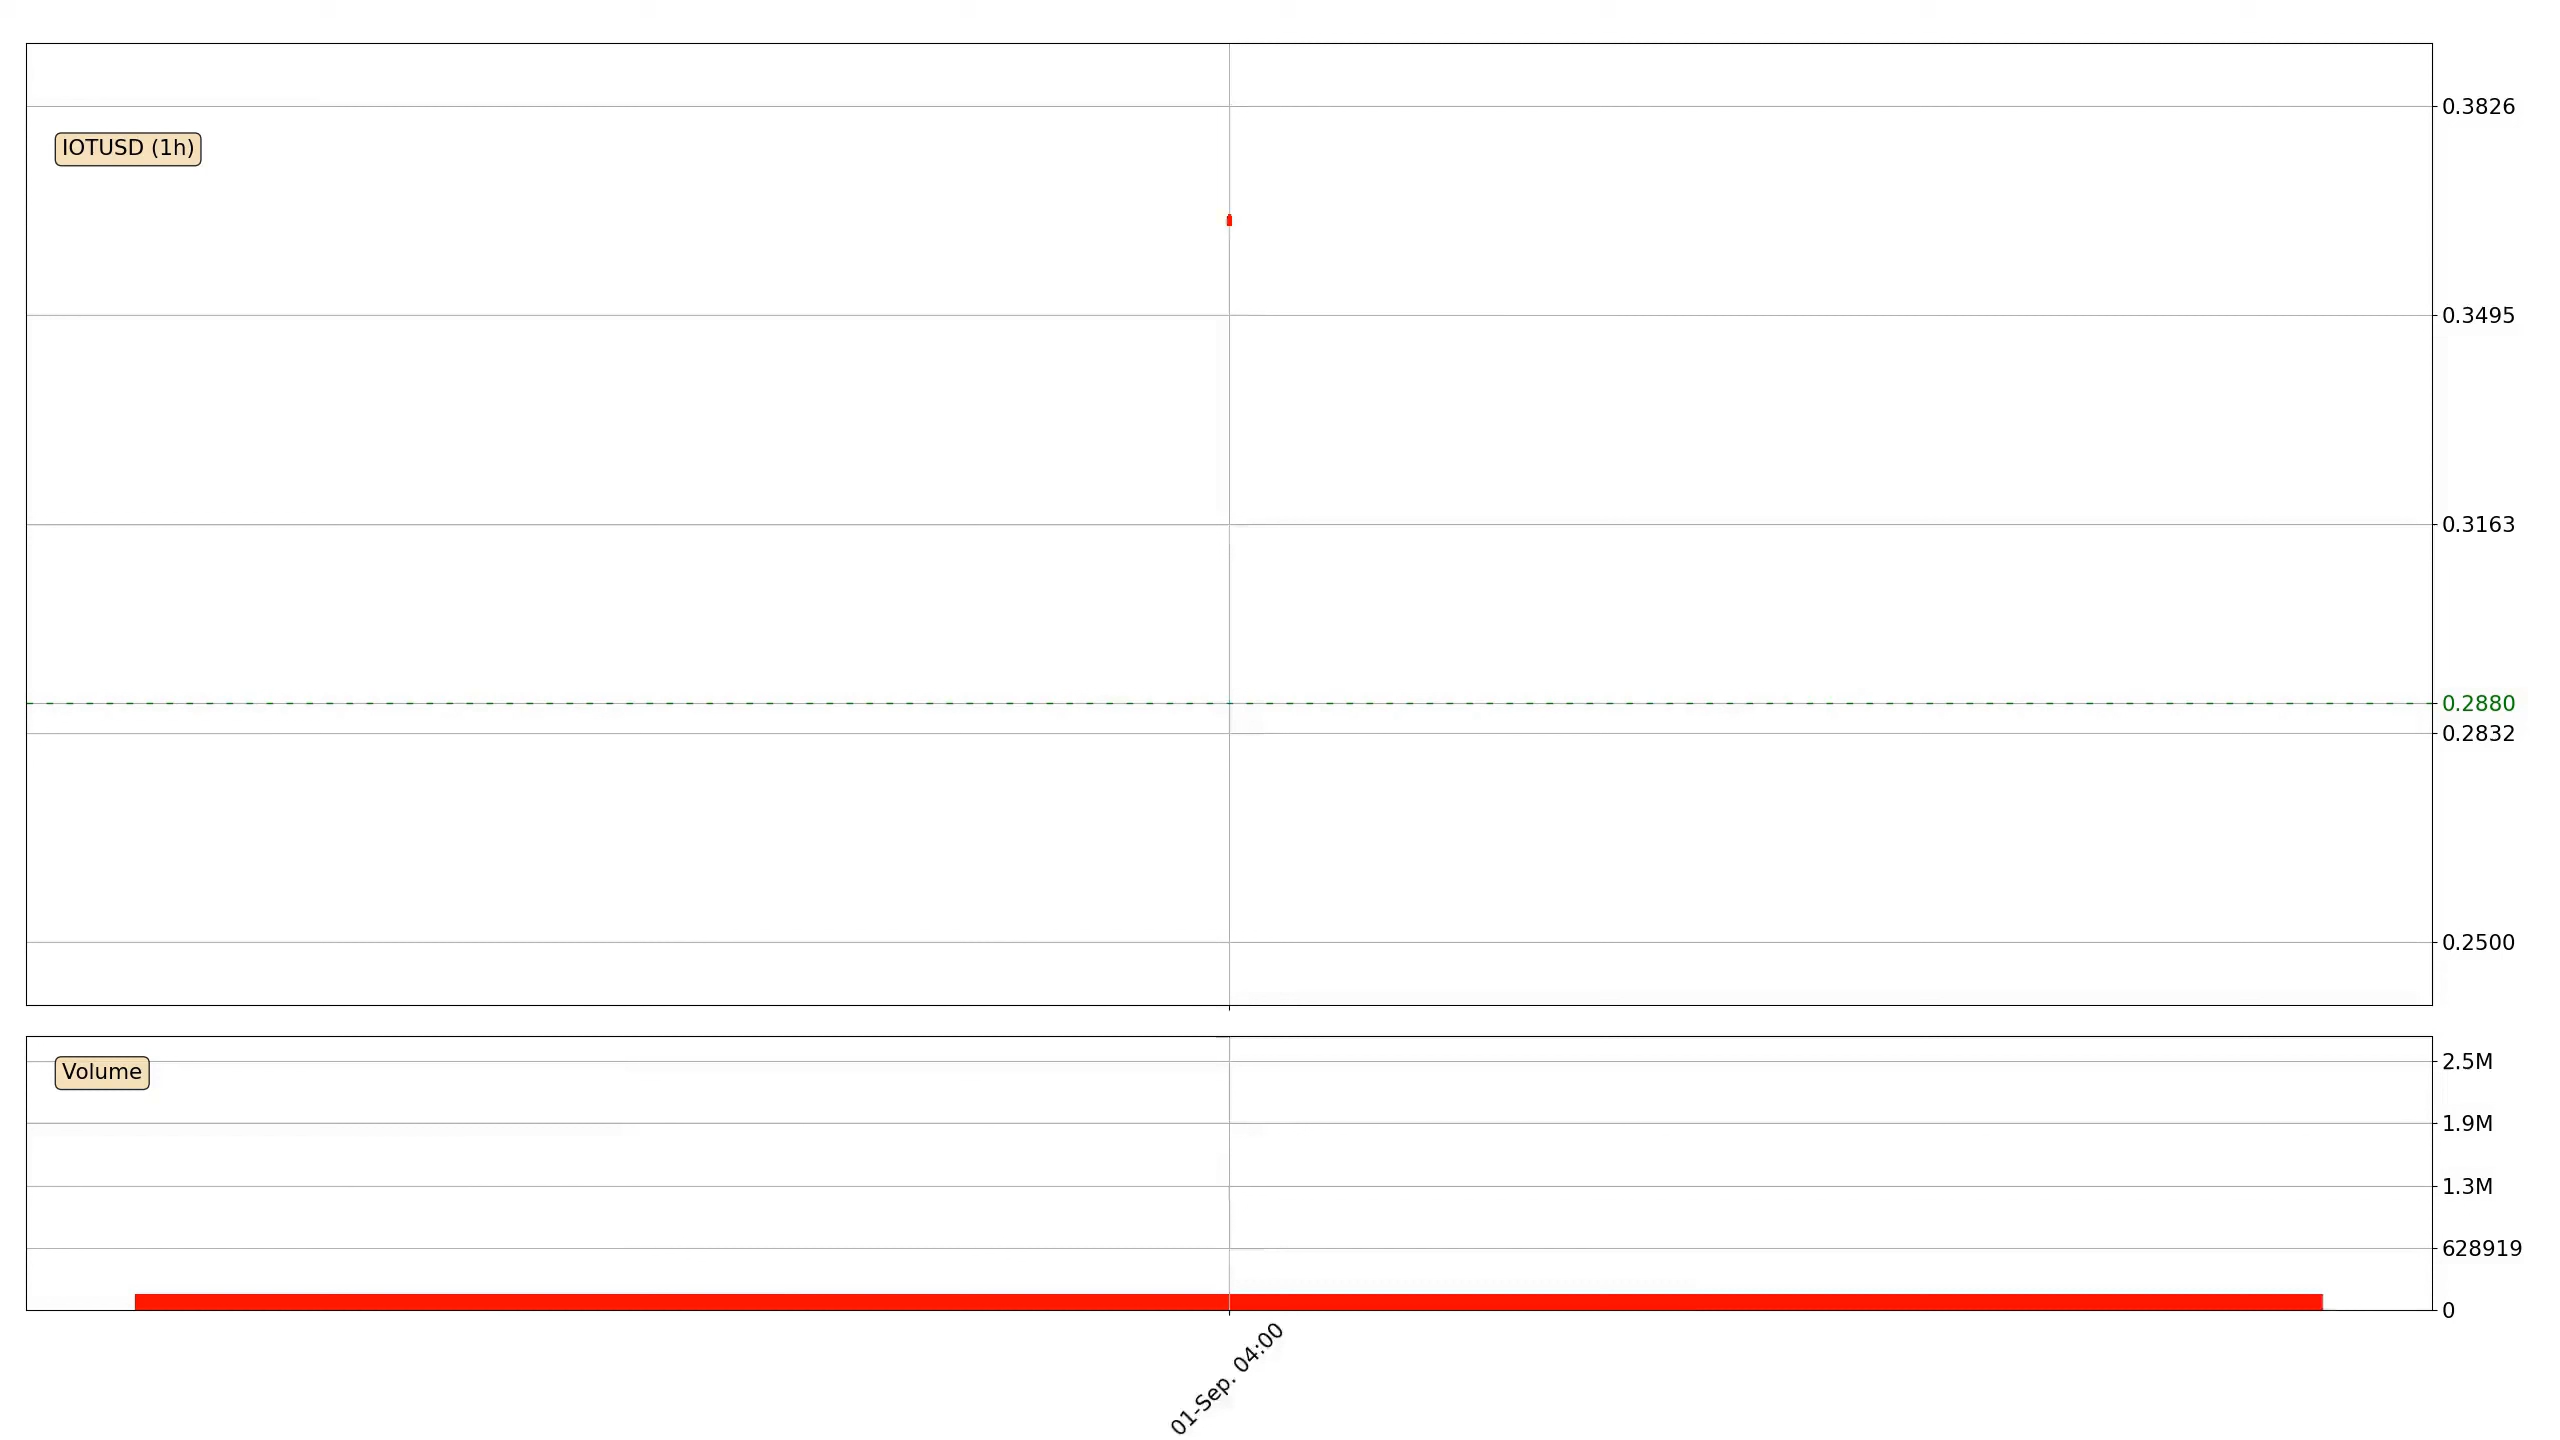 0.3826
IOTUSD (1h)
0.3495
0.3163
0.2880
0.2832
0.2500
Volume
2.5M
1.9M
1.3M
628919
0
01-Sep. 04:00